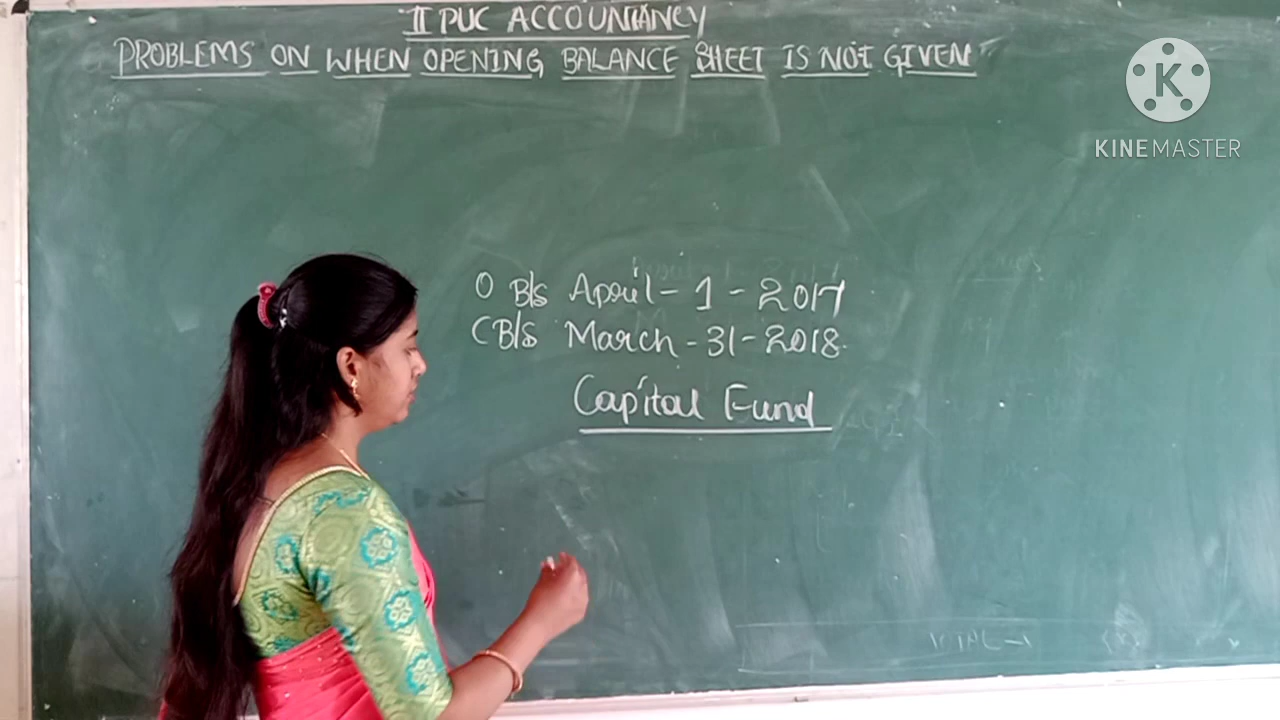 II PUC ACCOUNTANCY
PROBLEMS ON WHEN OPENING BALANCE SHEET IS NOT GIVEN"
K
KINEMASTER
O B/s April - 1 - 2017
C B/s March - 31 - 2018.
Capital Fund